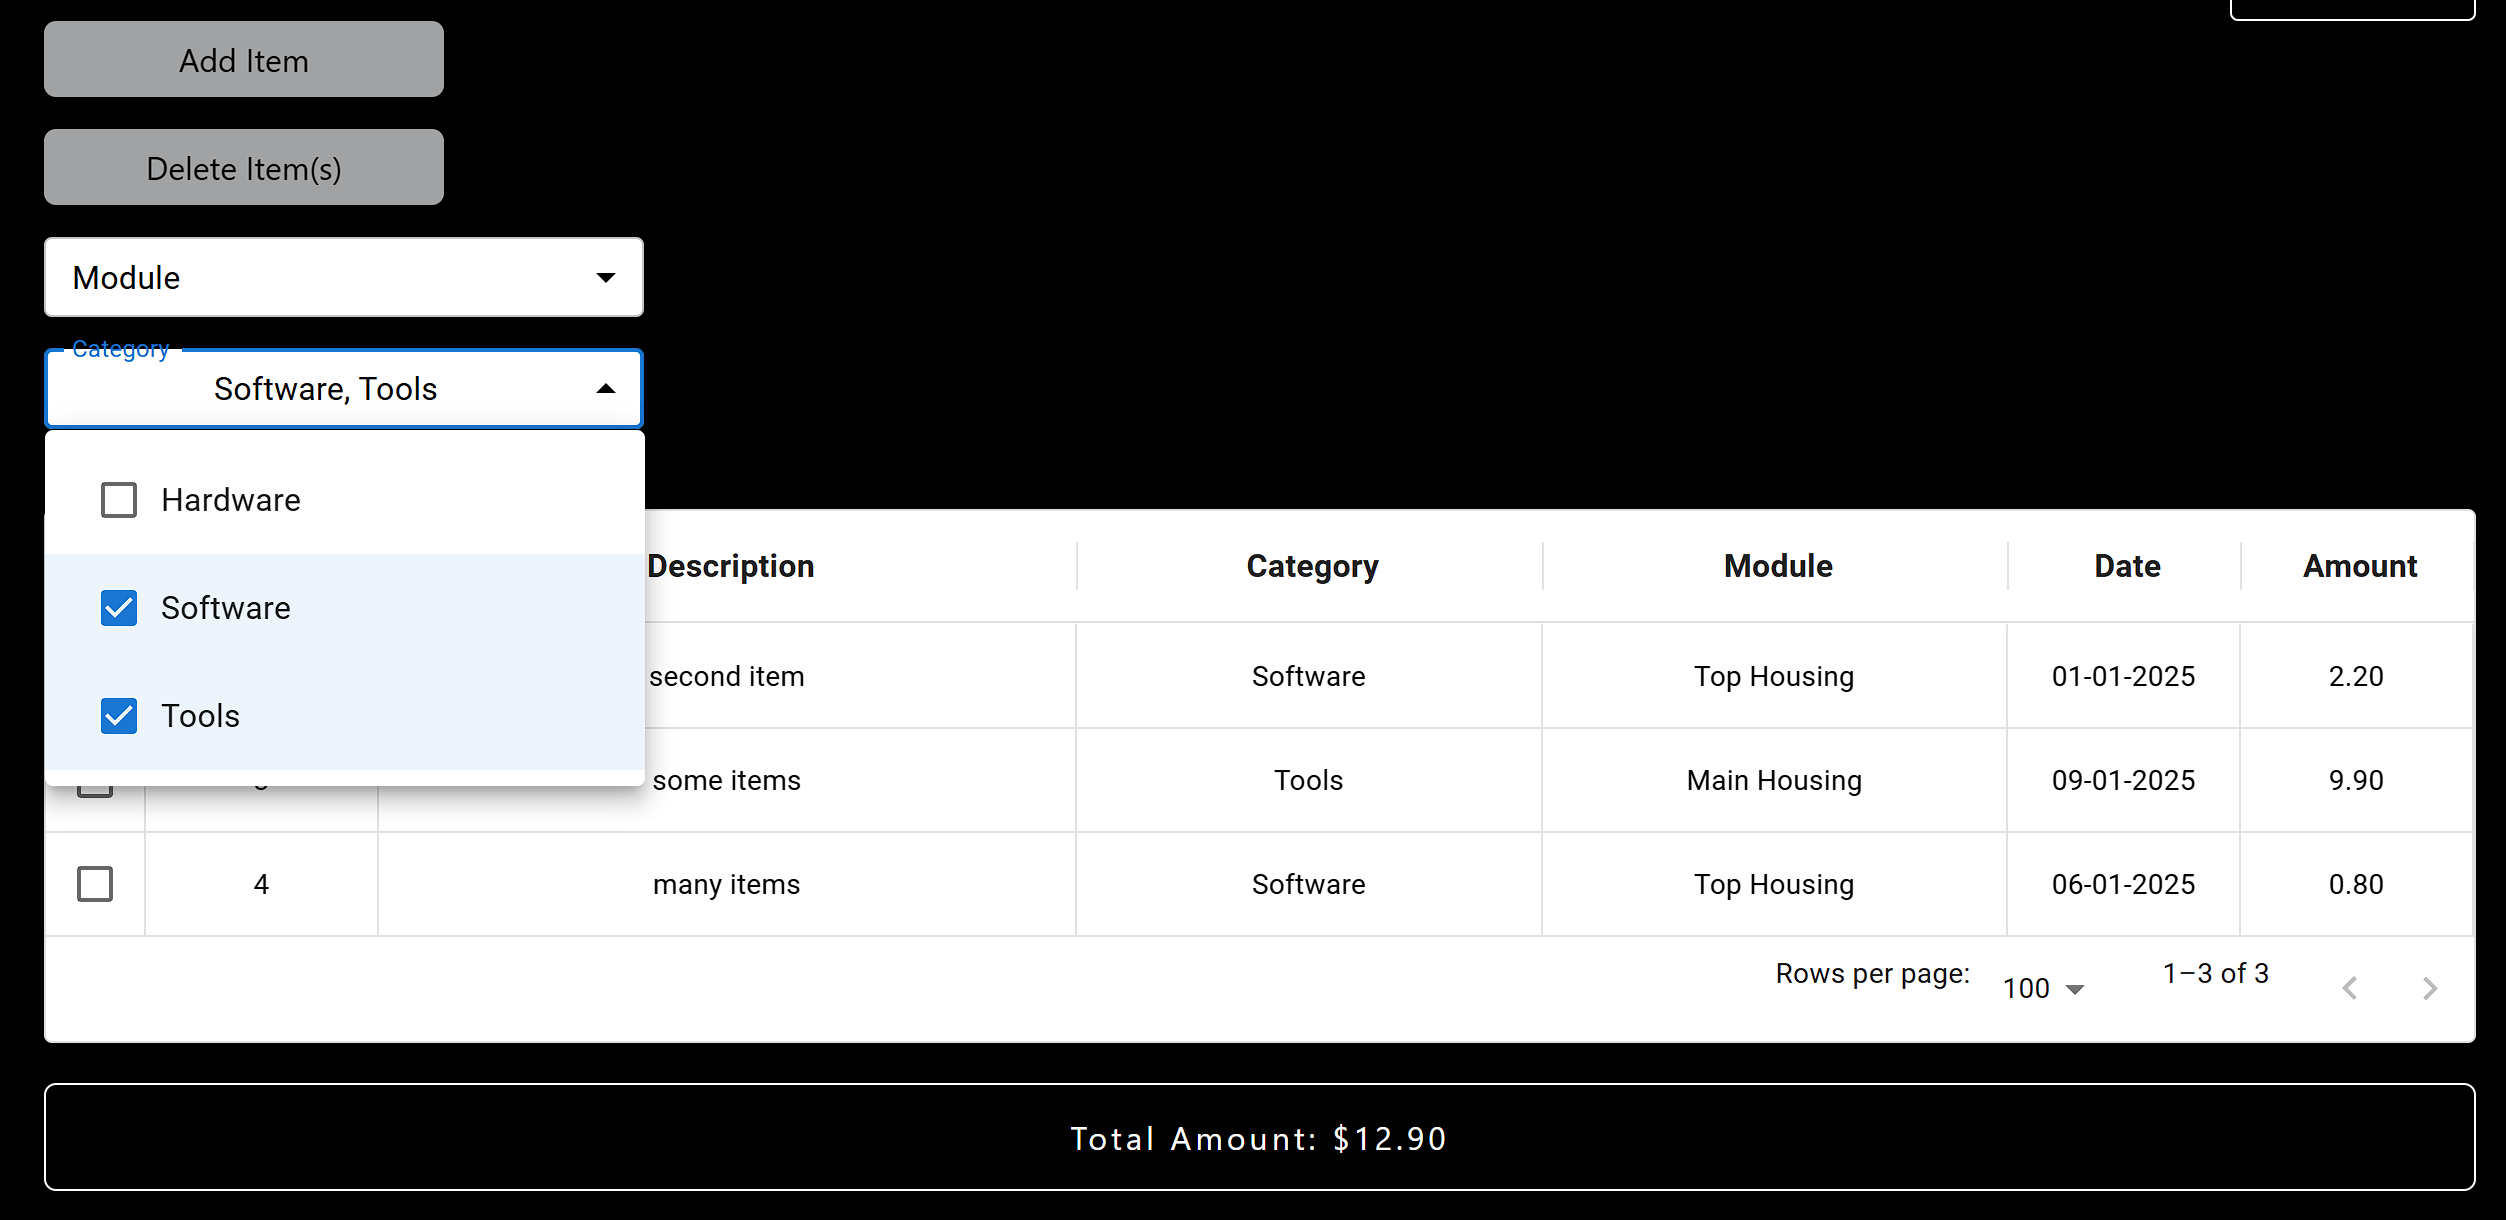 Add Item
Delete Item(s)
Module
Category
Software, Tools
Hardware
Software
Tools
Description Category Module Date Amount
second item Software Top Housing 01-01-2025 2.20
some items Tools Main Housing 09-01-2025 9.90
4 many items Software Top Housing 06-01-2025 0.80
Rows per page: 100 1–3 of 3
Total Amount: $12.90